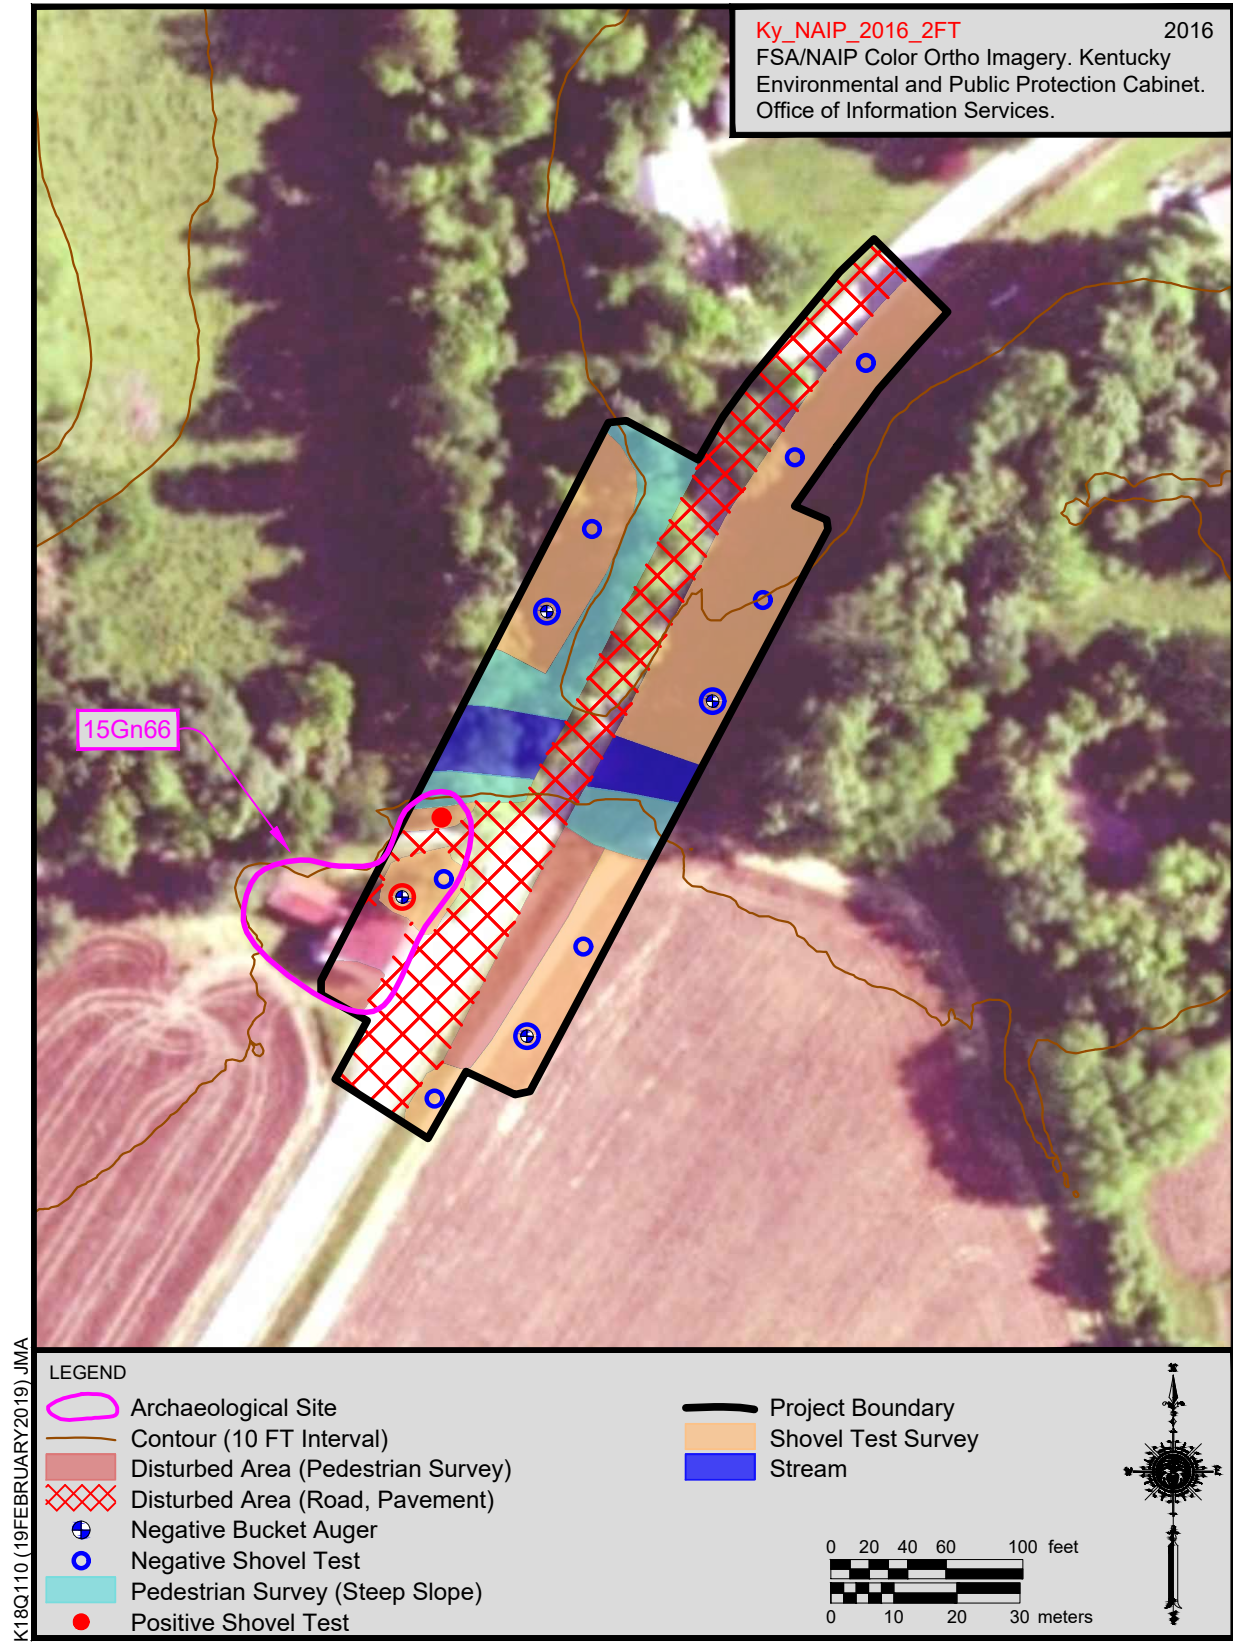 Ky_NAIP_2016_2FT 2016
FSA/NAIP Color Ortho Imagery. Kentucky
Environmental and Public Protection Cabinet.
Office of Information Services.
15Gn66
K18Q110 (19FEBRUARY2019) JMA
LEGEND
Archaeological Site
Contour (10 FT Interval)
Disturbed Area (Pedestrian Survey)
Disturbed Area (Road, Pavement)
Negative Bucket Auger
Negative Shovel Test
Pedestrian Survey (Steep Slope)
Positive Shovel Test
Project Boundary
Shovel Test Survey
Stream
0 20 40 60 100 feet
0 10 20 30 meters